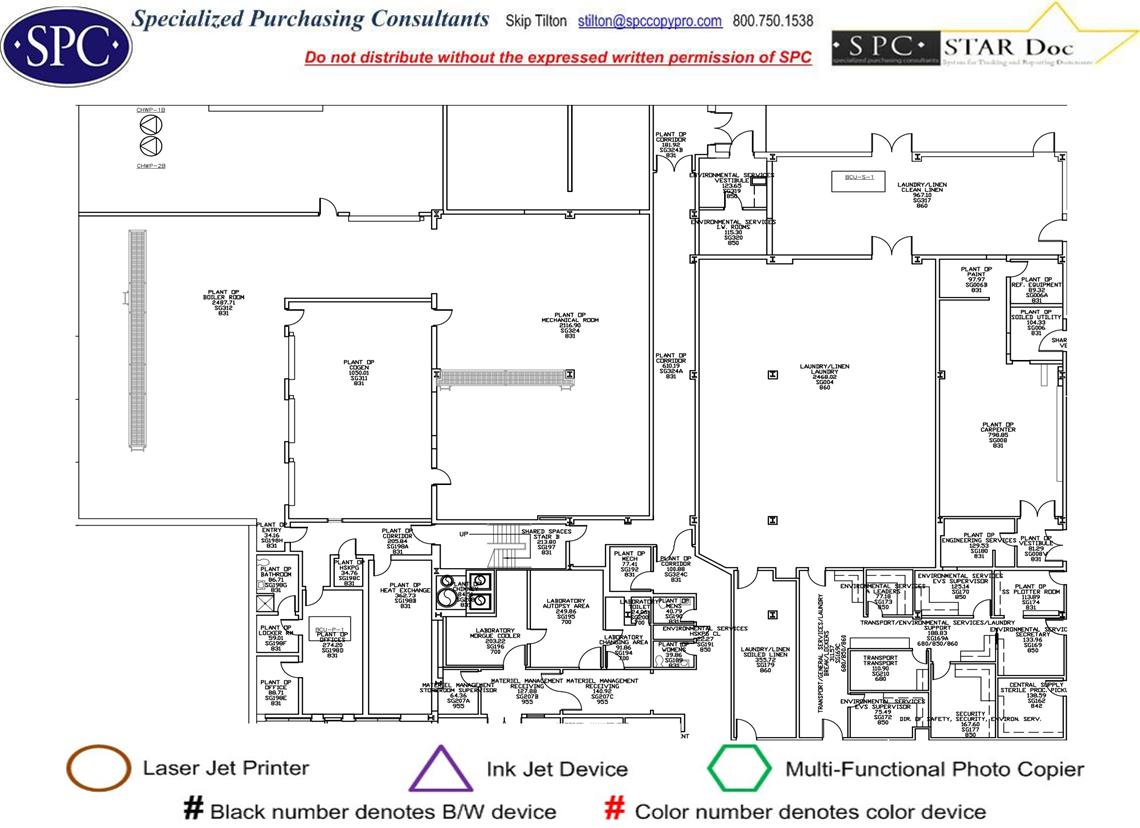 SPC
Specialized Purchasing Consultants Skip Tilton stilton@spccopypro.com 800.750.1538
Do not distribute without the expressed written permission of SPC
SPC STAR Doc
specialized purchasing consultants System for Tracking and Reporting Documents
CHWP-1B
CHWP-2B
PLANT OP
CORRIDOR
181.92
SG324B
831
ENVIRONMENTAL SERVICES
VESTIBULE
123.65
SG319
850
ENVIRONMENTAL SERVICES
I.W. ROOMS
115.30
SG320
850
BCU-S-1
LAUNDRY/LINEN
CLEAN LINEN
967.10
SG317
860
PLANT OP
BOILER ROOM
2487.71
SG312
831
PLANT OP
COGEN
1050.01
SG311
831
PLANT OP
MECHANICAL ROOM
2116.90
SG324
831
PLANT OP
CORRIDOR
610.19
SG324A
831
LAUNDRY/LINEN
LAUNDRY
2468.02
SG004
860
PLANT OP
PAINT
97.97
SG006B
831
PLANT OP
REF. EQUIPMENT
89.32
SG006A
831
PLANT OP
SOILED UTILITY
104.33
SG006
831
SHAR
VE
PLANT OP
CARPENTER
798.85
SG008
831
PLANT OP
ENTRY
34.16
SG198H
831
PLANT OP
CORRIDOR
205.84
SG198A
831
UP
SHARED SPACES
STAIR B
213.80
SG197
831
PLANT OP
MECH
77.41
SG192
831
PLANT OP
CORRIDOR
100.88
SG324C
831
PLANT OP
ENGINEERING SERVICES
129.53
SG180
831
PLANT OP
VESTIBULE
81.29
SG008V
831
PLANT OP
BATHROOM
86.71
SG198G
831
PLANT OP
HSKPG
34.76
SG198C
831
PLANT OP
HEAT EXCHANGE
362.73
SG198B
831
LABORATORY
AUTOPSY AREA
249.86
SG195
700
LABORATORY
MORGUE COOLER
203.22
SG196
700
LABORATORY
CHANGING AREA
91.86
SG194
700
PLANT OP
MENS
40.79
SG190
831
ENVIRONMENTAL SERVICES
HSKPG CL
SG191
850
PLANT OP
WOMENS
39.86
SG189
831
PLANT OP
LOCKER RM
59.01
SG198F
831
BCU-P-1
PLANT OP
OFFICES
274.20
SG198D
831
PLANT OP
OFFICE
88.71
SG198E
831
MATERIEL MANAGEMENT
STOREROOM SUPERVISOR
64.36
SG207A
955
MATERIEL MANAGEMENT
RECEIVING
127.88
SG207B
955
MATERIEL MANAGEMENT
RECEIVING
140.92
SG207C
955
LAUNDRY/LINEN
SOILED LINEN
355.72
SG179
860
TRANSPORT/GENERAL SERVICES/LAUNDRY
BREAK/LOCKERS
680/850/860
77.18
SG173
850
ENVIRONMENTAL SERVICES
EVS SUPERVISOR
125.14
SG170
850
PLANT OP
SS PLOTTER ROOM
113.89
SG174
831
TRANSPORT/ENVIRONMENTAL SERVICES/LAUNDRY
SUPPORT
188.83
SG169A
680/850/860
ENVIRONMENTAL SERVIC
SECRETARY
133.96
SG169
850
TRANSPORT
TRANSPORT
110.90
SG210
680
ENVIRONMENTAL SERVICES
EVS SUPERVISOR
75.49
SG172
850
SECURITY
DIR. OF SAFETY, SECURITY, ENVIRON. SERV.
167.60
SG177
850
CENTRAL SUPPLY
STERILE PROC. PICKU
138.59
SG162
842
.NT
Laser Jet Printer
Ink Jet Device
Multi-Functional Photo Copier
# Black number denotes B/W device
# Color number denotes color device